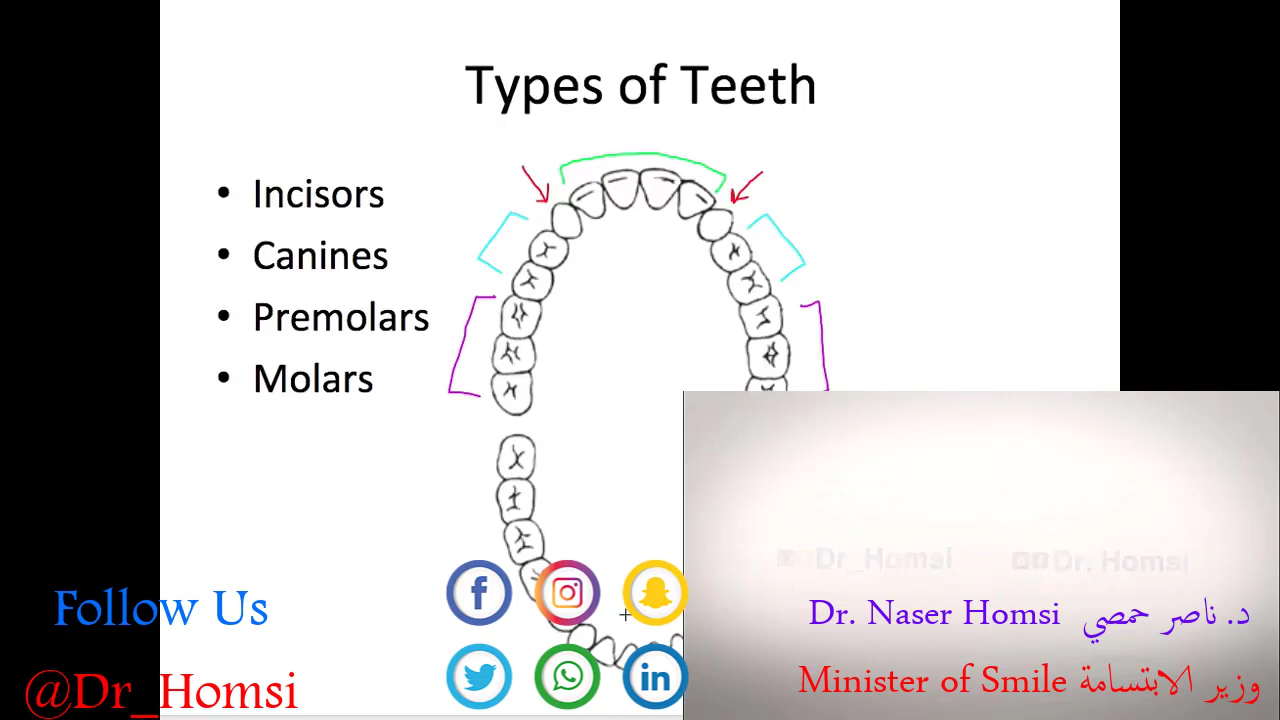 Types of Teeth
• Incisors
• Canines
• Premolars
• Molars
Dr_Homsi
Dr. Homsi
Follow Us
@Dr_Homsi
Dr. Naser Homsi د. ناصر حمصي
Minister of Smile وزير الابتسامة